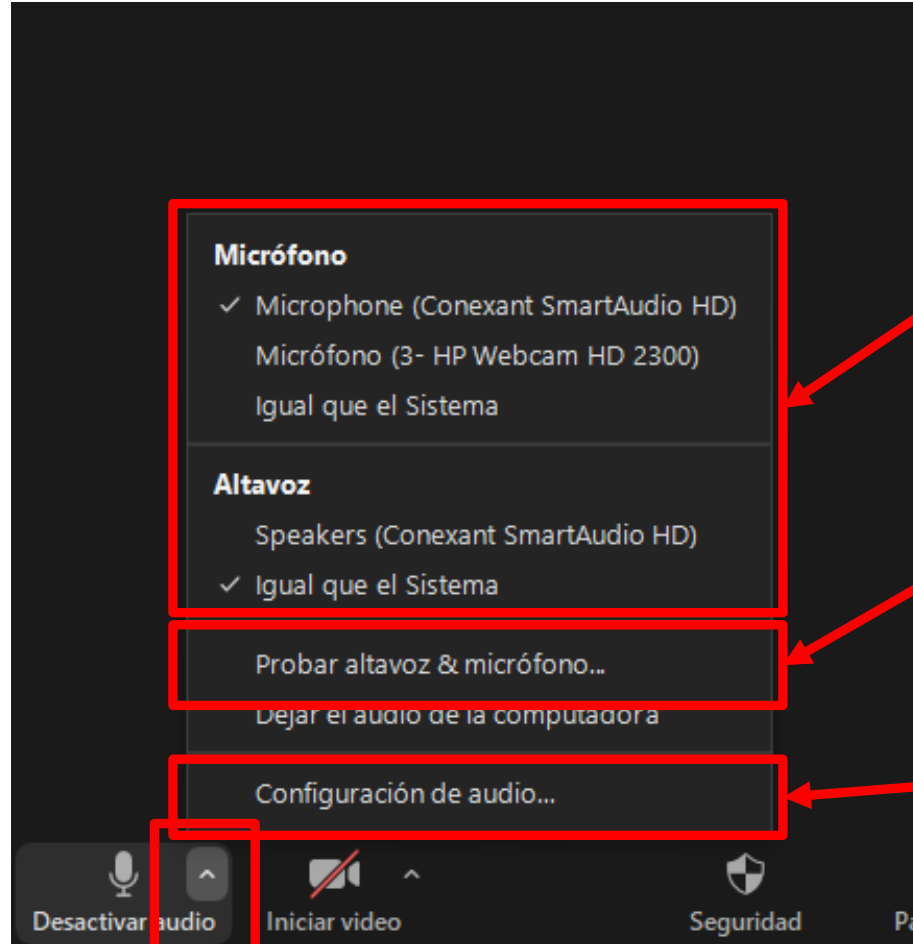 Micrófono
Microphone (Conexant SmartAudio HD)
Micrófono (3- HP Webcam HD 2300)
Igual que el Sistema
Altavoz
Speakers (Conexant SmartAudio HD)
Igual que el Sistema
Probar altavoz & micrófono...
Dejar el audio de la computadora
Configuración de audio...
Desactivar audio Iniciar video Seguridad Pa